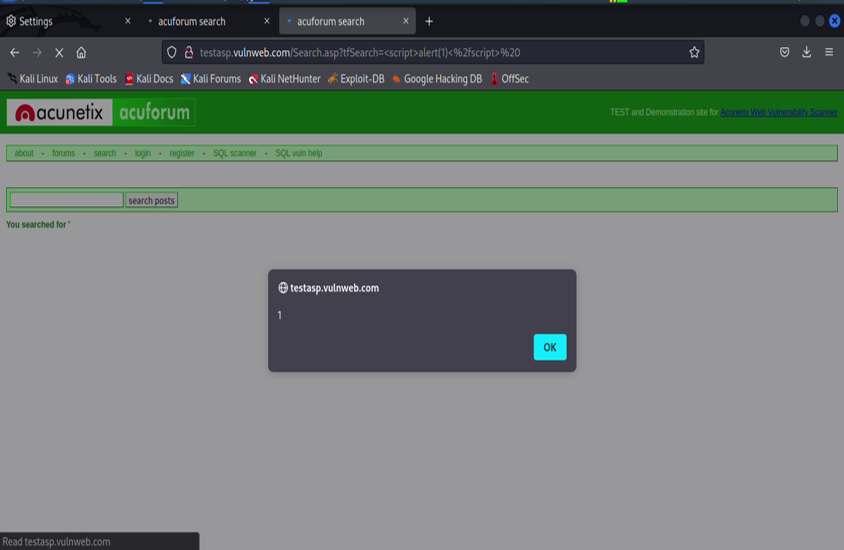 Settings × acuforum search × acuforum search × +
testasp.vulnweb.com/Search.asp?tfSearch=<script>alert(1)<%2fscript>%20
Kali Linux Kali Tools Kali Docs Kali Forums Kali NetHunter Exploit-DB Google Hacking DB OffSec
acunetix acuforum
TEST and Demonstration site for Acunetix Web Vulnerability Scanner
about - forums - search - login - register - SQL scanner - SQL vuln help
search posts
You searched for '
testasp.vulnweb.com
1
OK
Read testasp.vulnweb.com